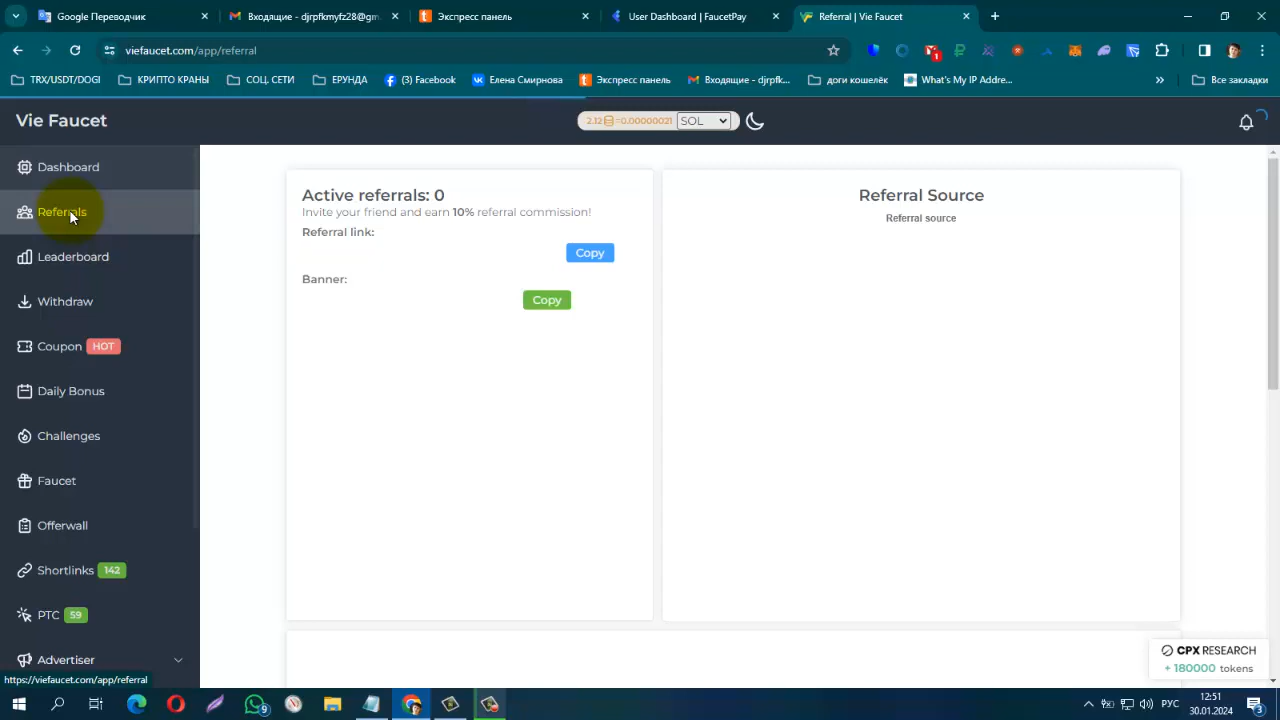 Google Переводчик
Входящие - djrpfkmyfz28@gm
Экспресс панель
User Dashboard | FaucetPay
Referral | Vie Faucet
viefaucet.com/app/referral
1
TRX/USDT/DOGI
КРИПТО КРАНЫ
СОЦ. СЕТИ
ЕРУНДА
(3) Facebook
Елена Смирнова
Экспресс панель
Входящие - djrpfk...
доги кошелёк
What's My IP Addre...
Все закладки
Vie Faucet
2.12 =0.00000021
SOL
Dashboard
Referrals
Leaderboard
Withdraw
Coupon HOT
Daily Bonus
Challenges
Faucet
Offerwall
Shortlinks 142
PTC 59
Advertiser
Active referrals: 0
Invite your friend and earn 10% referral commission!
Referral link:
Copy
Banner:
Copy
Referral Source
Referral source
CPX RESEARCH
+ 180000 tokens
https://viefaucet.com/app/referral
9
РУС
12:51
30.01.2024
3